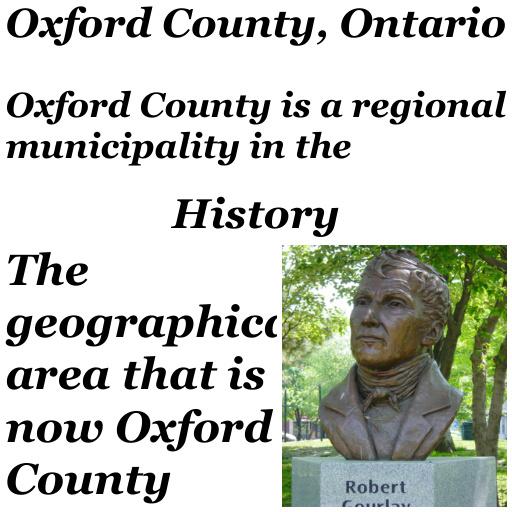 Oxford County, Ontario
Oxford County is a regional
municipality in the
History
The
area that is
now Oxford
County
Robert